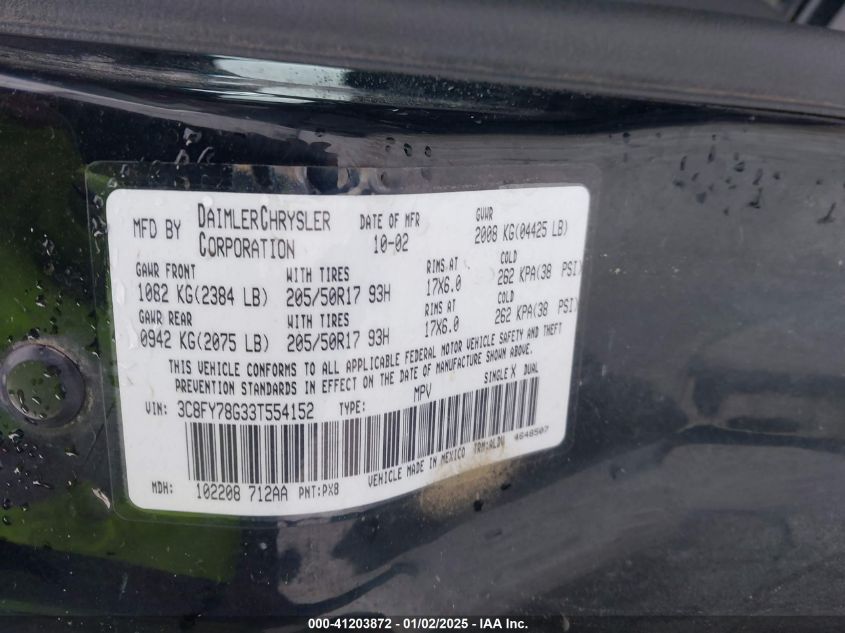 MFD BY DAIMLERCHRYSLER CORPORATION DATE OF MFR 10-02 GVWR 2008 KG(04425 LB)
GAWR FRONT WITH TIRES RIMS AT COLD
1082 KG(2384 LB) 205/50R17 93H 17X6.0 262 KPA(38 PSI)
GAWR REAR WITH TIRES RIMS AT COLD
0942 KG(2075 LB) 205/50R17 93H 17X6.0 262 KPA(38 PSI)
THIS VEHICLE CONFORMS TO ALL APPLICABLE FEDERAL MOTOR VEHICLE SAFETY AND THEFT
PREVENTION STANDARDS IN EFFECT ON THE DATE OF MANUFACTURE SHOWN ABOVE.
VIN: 3C8FY78G33T554152 TYPE: MPV SINGLE X DUAL
MDH: 102208 712AA PNT:PX8 VEHICLE MADE IN MEXICO TRM:ALDV 4648507
000-41203872 | 01/02/2025 - IAA Inc.